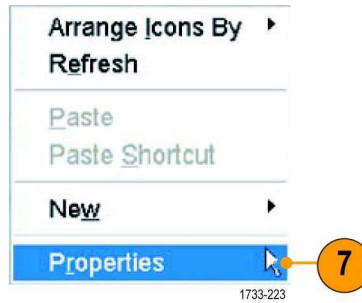 Arrange Icons By
Refresh
Paste
Paste Shortcut
New
Properties
7
1733-223